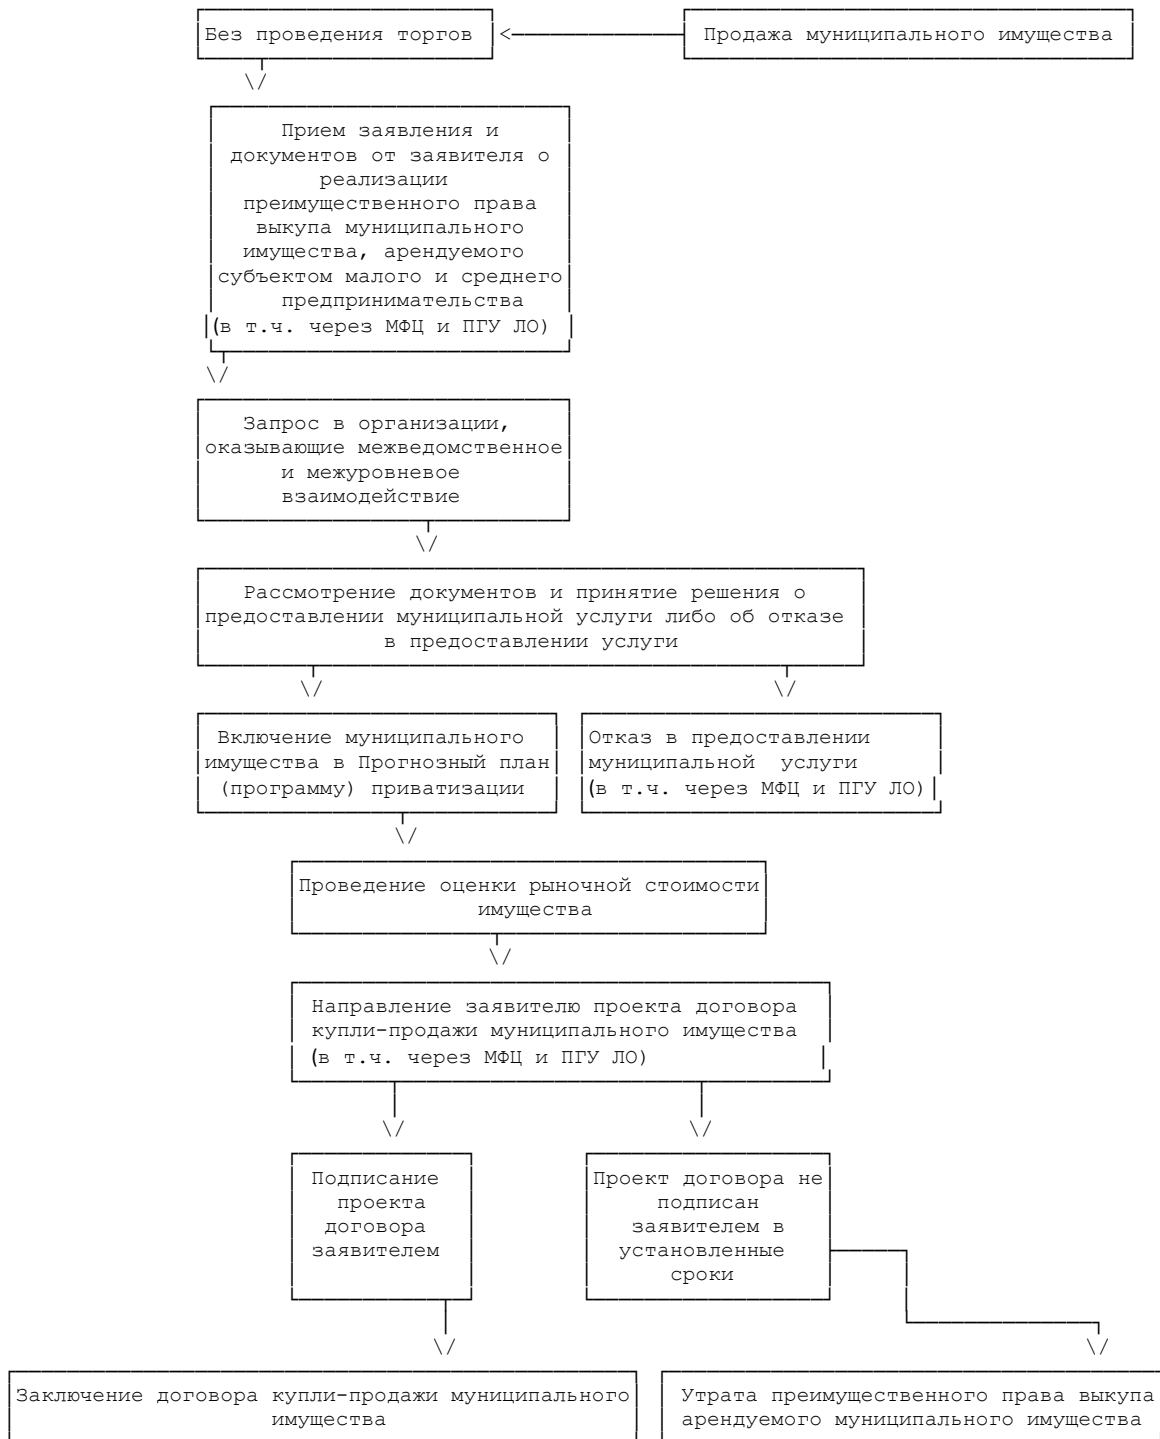 Без проведения торгов
Продажа муниципального имущества
Прием заявления и
документов от заявителя о
реализации
преимущественного права
выкупа муниципального
имущества, арендуемого
субъектом малого и среднего
предпринимательства
(в т.ч. через МФЦ и ПГУ ЛО)
Запрос в организации,
оказывающие межведомственное
и межуровневое
взаимодействие
Рассмотрение документов и принятие решения о
предоставлении муниципальной услуги либо об отказе
в предоставлении услуги
Включение муниципального
имущества в Прогнозный план
(программу) приватизации
Отказ в предоставлении
муниципальной услуги
(в т.ч. через МФЦ и ПГУ ЛО)
Проведение оценки рыночной стоимости
имущества
Направление заявителю проекта договора
купли-продажи муниципального имущества
(в т.ч. через МФЦ и ПГУ ЛО)
Подписание
проекта
договора
заявителем
Проект договора не
подписан
заявителем в
установленные
сроки
Заключение договора купли-продажи муниципального
имущества
Утрата преимущественного права выкупа
арендуемого муниципального имущества